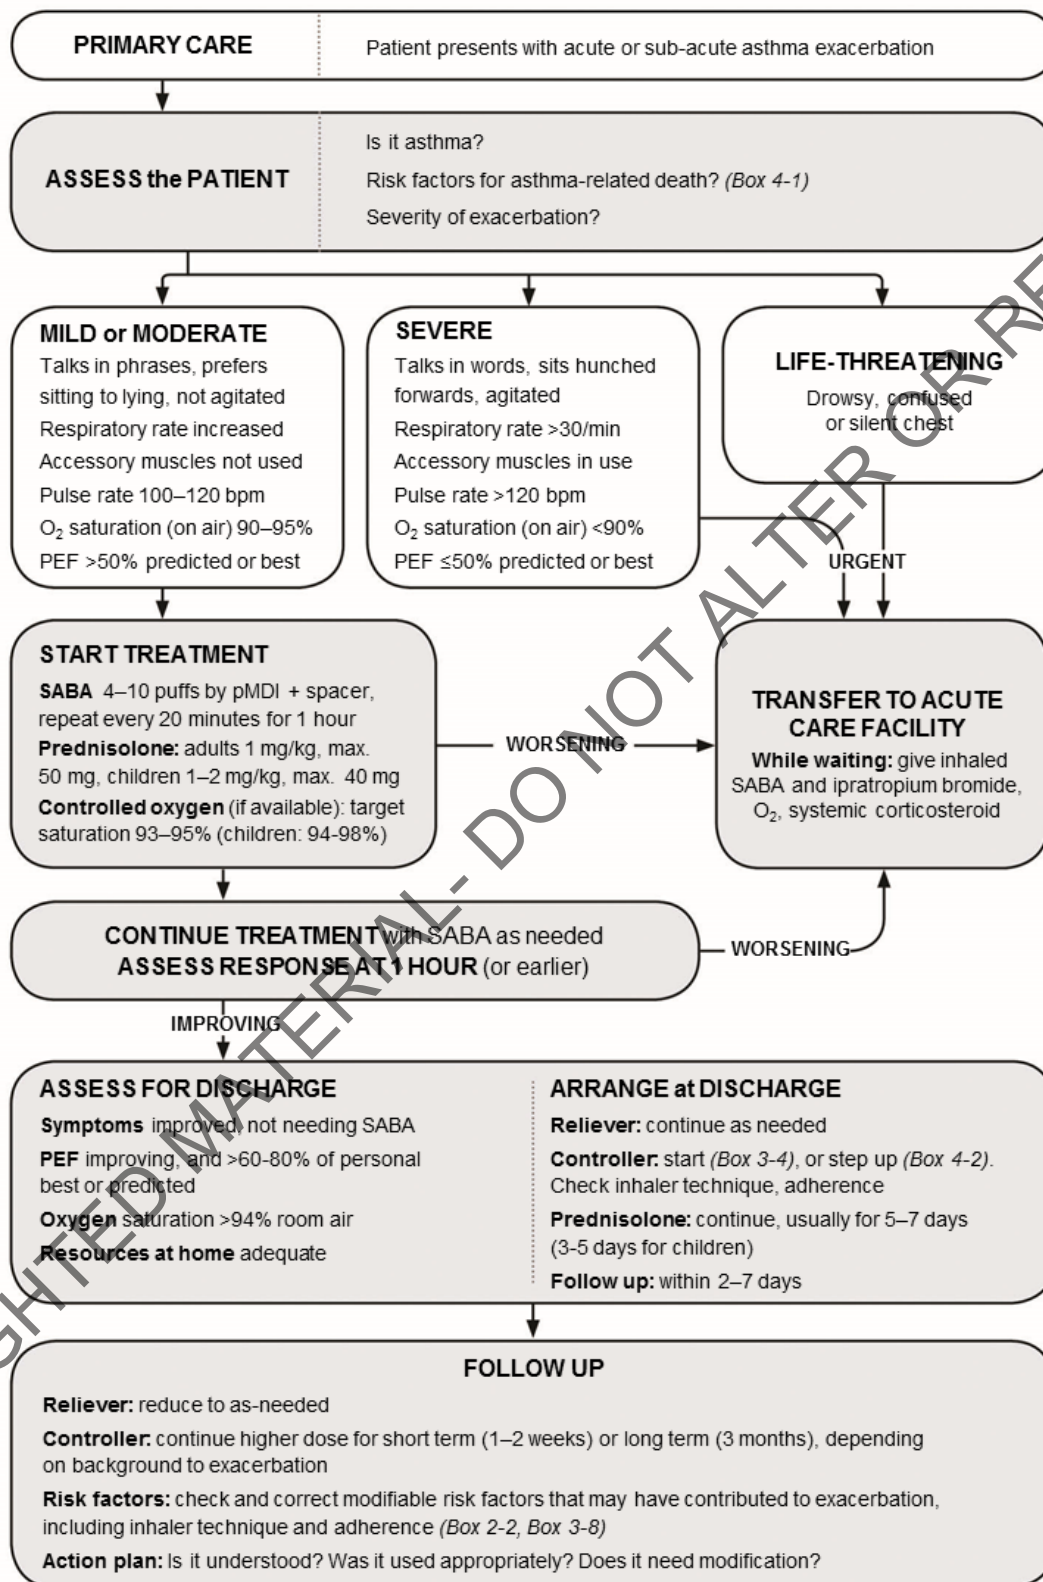 PRIMARY CARE
Patient presents with acute or sub-acute asthma exacerbation
ASSESS the PATIENT
Is it asthma?
Risk factors for asthma-related death? (Box 4-1)
Severity of exacerbation?
MILD or MODERATE
Talks in phrases, prefers
sitting to lying, not agitated
Respiratory rate increased
Accessory muscles not used
Pulse rate 100–120 bpm
O2 saturation (on air) 90–95%
PEF >50% predicted or best
SEVERE
Talks in words, sits hunched
forwards, agitated
Respiratory rate >30/min
Accessory muscles in use
Pulse rate >120 bpm
O2 saturation (on air) <90%
PEF ≤50% predicted or best
LIFE-THREATENING
Drowsy, confused
or silent chest
URGENT
START TREATMENT
SABA 4–10 puffs by pMDI + spacer,
repeat every 20 minutes for 1 hour
Prednisolone: adults 1 mg/kg, max.
50 mg, children 1–2 mg/kg, max. 40 mg
Controlled oxygen (if available): target
saturation 93–95% (children: 94-98%)
WORSENING
TRANSFER TO ACUTE
CARE FACILITY
While waiting: give inhaled
SABA and ipratropium bromide,
O2, systemic corticosteroid
CONTINUE TREATMENT with SABA as needed
ASSESS RESPONSE AT 1 HOUR (or earlier)
WORSENING
IMPROVING
ASSESS FOR DISCHARGE
Symptoms improved, not needing SABA
PEF improving, and >60-80% of personal
best or predicted
Oxygen saturation >94% room air
Resources at home adequate
ARRANGE at DISCHARGE
Reliever: continue as needed
Controller: start (Box 3-4), or step up (Box 4-2).
Check inhaler technique, adherence
Prednisolone: continue, usually for 5–7 days
(3-5 days for children)
Follow up: within 2–7 days
FOLLOW UP
Reliever: reduce to as-needed
Controller: continue higher dose for short term (1–2 weeks) or long term (3 months), depending
on background to exacerbation
Risk factors: check and correct modifiable risk factors that may have contributed to exacerbation,
including inhaler technique and adherence (Box 2-2, Box 3-8)
Action plan: Is it understood? Was it used appropriately? Does it need modification?
MATERIAL- DO NOT ALTER OR